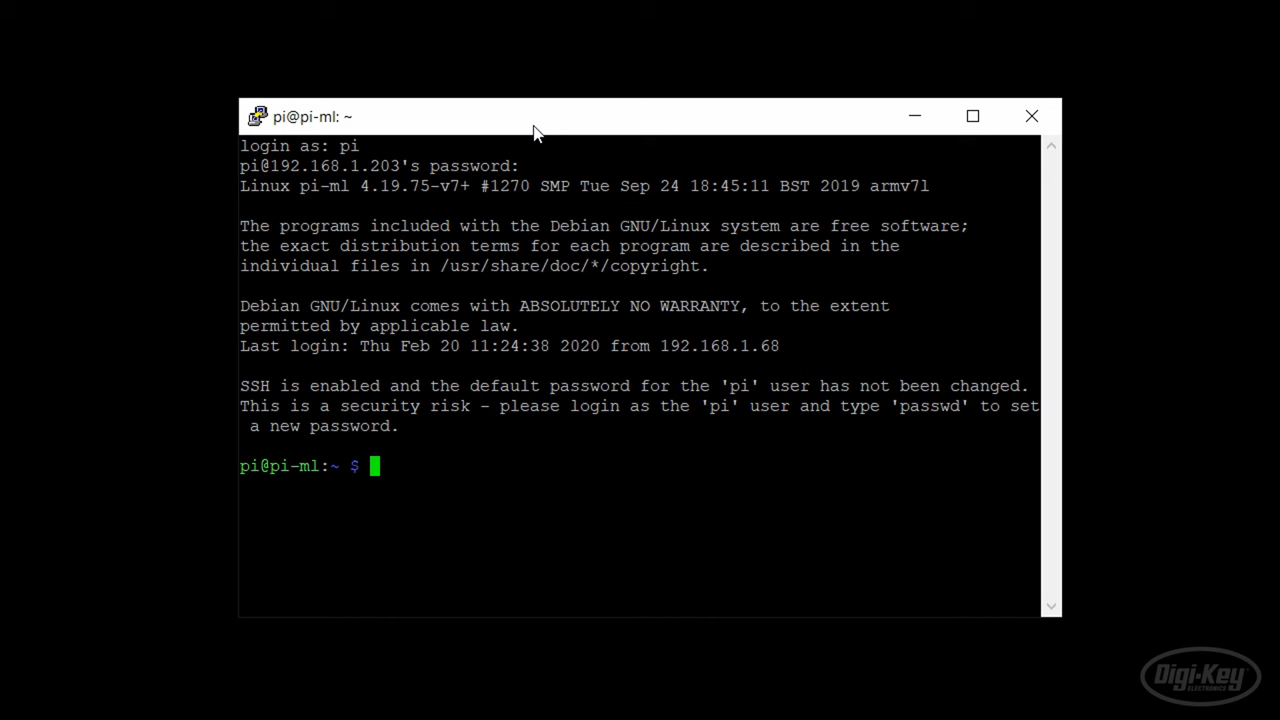 pi@pi-ml: ~
login as: pi
pi@192.168.1.203's password:
Linux pi-ml 4.19.75-v7+ #1270 SMP Tue Sep 24 18:45:11 BST 2019 armv7l
The programs included with the Debian GNU/Linux system are free software;
the exact distribution terms for each program are described in the
individual files in /usr/share/doc/*/copyright.
Debian GNU/Linux comes with ABSOLUTELY NO WARRANTY, to the extent
permitted by applicable law.
Last login: Thu Feb 20 11:24:38 2020 from 192.168.1.68
SSH is enabled and the default password for the 'pi' user has not been changed.
This is a security risk - please login as the 'pi' user and type 'passwd' to set
a new password.
pi@pi-ml:~ $
Digi-Key
ELECTRONICS